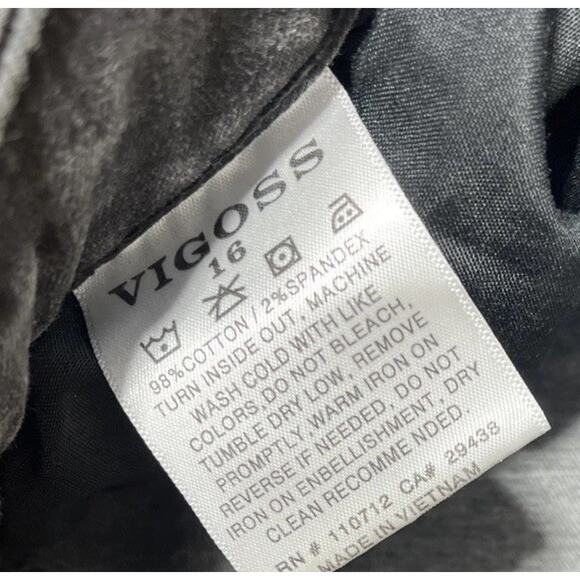 VIGOSS
16
98%COTTON / 2%SPANDEX
TURN INSIDE OUT, MACHINE
WASH COLD WITH LIKE
COLORS, DO NOT BLEACH,
TUMBLE DRY LOW, REMOVE
PROMPTLY WARM IRON ON
REVERSE IF NEEDED, DO NOT
IRON ON ENBELLISHMENT, DRY
CLEAN RECOMME NDED.
RN # 110712 CA# 29438
MADE IN VIETNAM